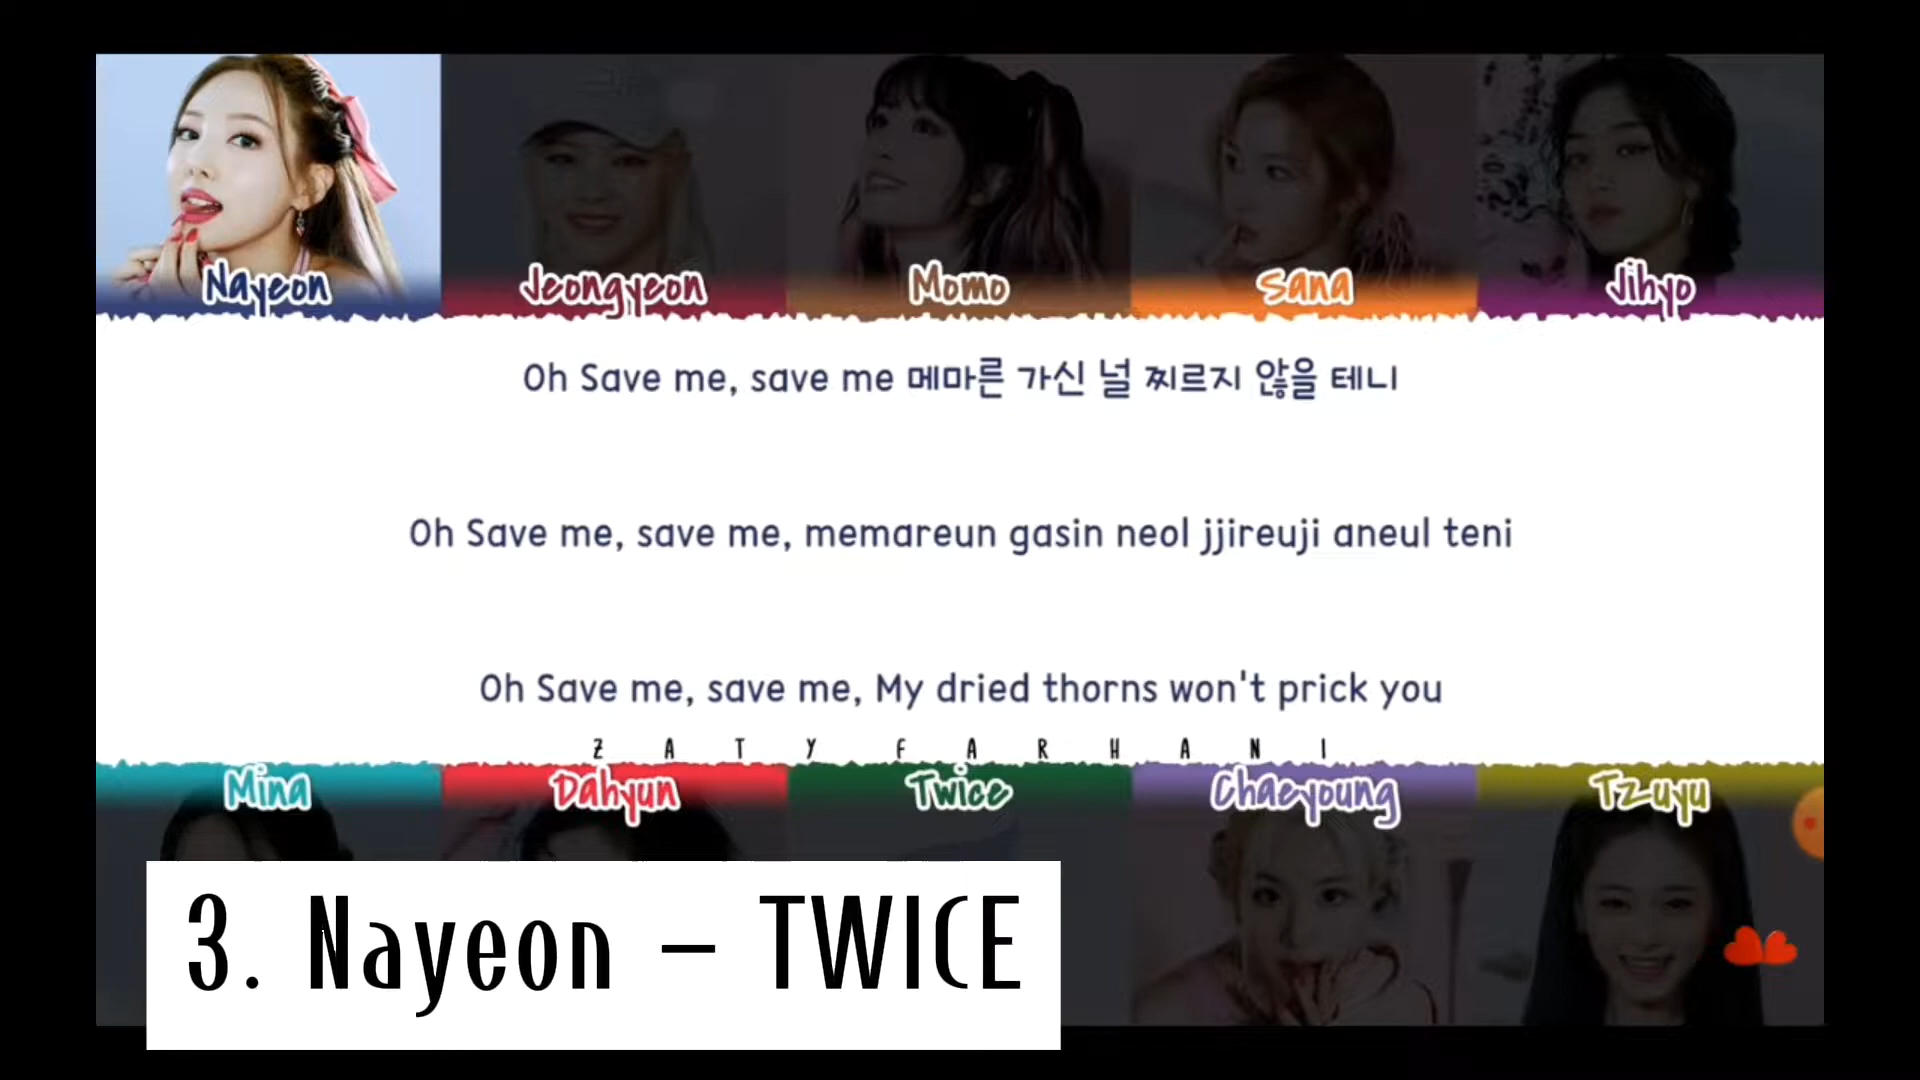 Nayeon Jeongyeon Momo Sana Jihyo
Oh Save me, save me 메마른 가신 널 찌르지 않을 테니
Oh Save me, save me, memareun gasin neol jjireuji aneul teni
Oh Save me, save me, My dried thorns won't prick you
ZATY FARHANI
Mina Dahyun Twice Chaeyoung Tzuyu
3. Nayeon – TWICE